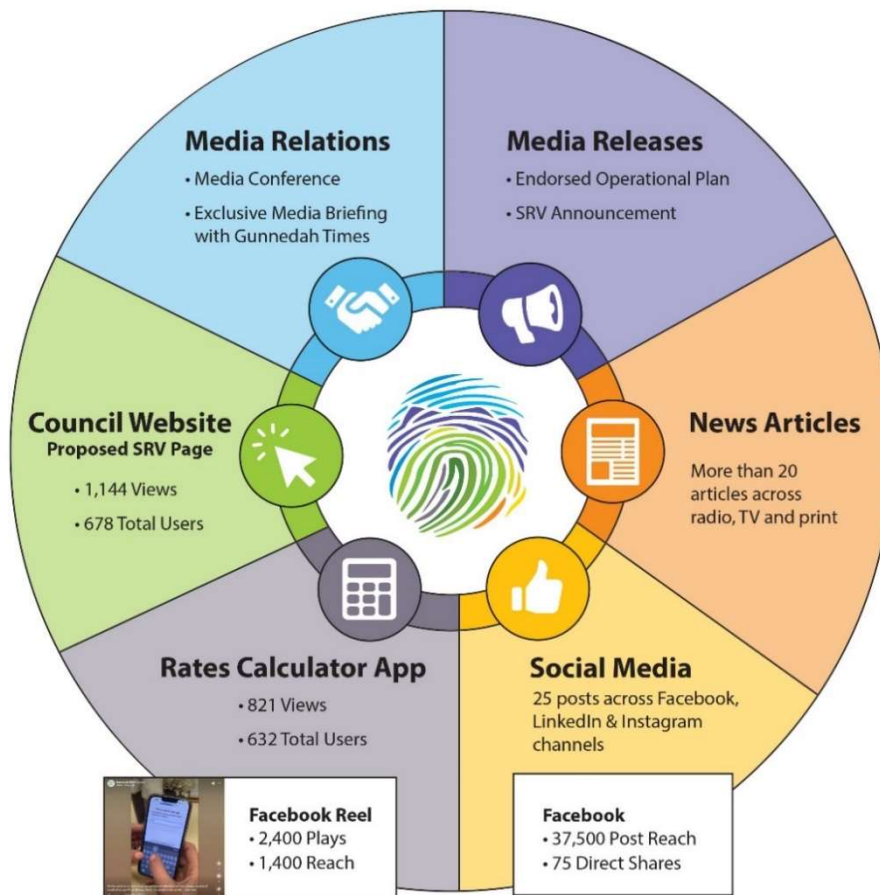 Media Relations
• Media Conference
• Exclusive Media Briefing
with Gunnedah Times
Media Releases
• Endorsed Operational Plan
• SRV Announcement
Council Website
Proposed SRV Page
• 1,144 Views
• 678 Total Users
News Articles
More than 20
articles across
radio, TV and print
Rates Calculator App
• 821 Views
• 632 Total Users
Social Media
25 posts across Facebook,
LinkedIn & Instagram
channels
Facebook Reel
• 2,400 Plays
• 1,400 Reach
Facebook
• 37,500 Post Reach
• 75 Direct Shares